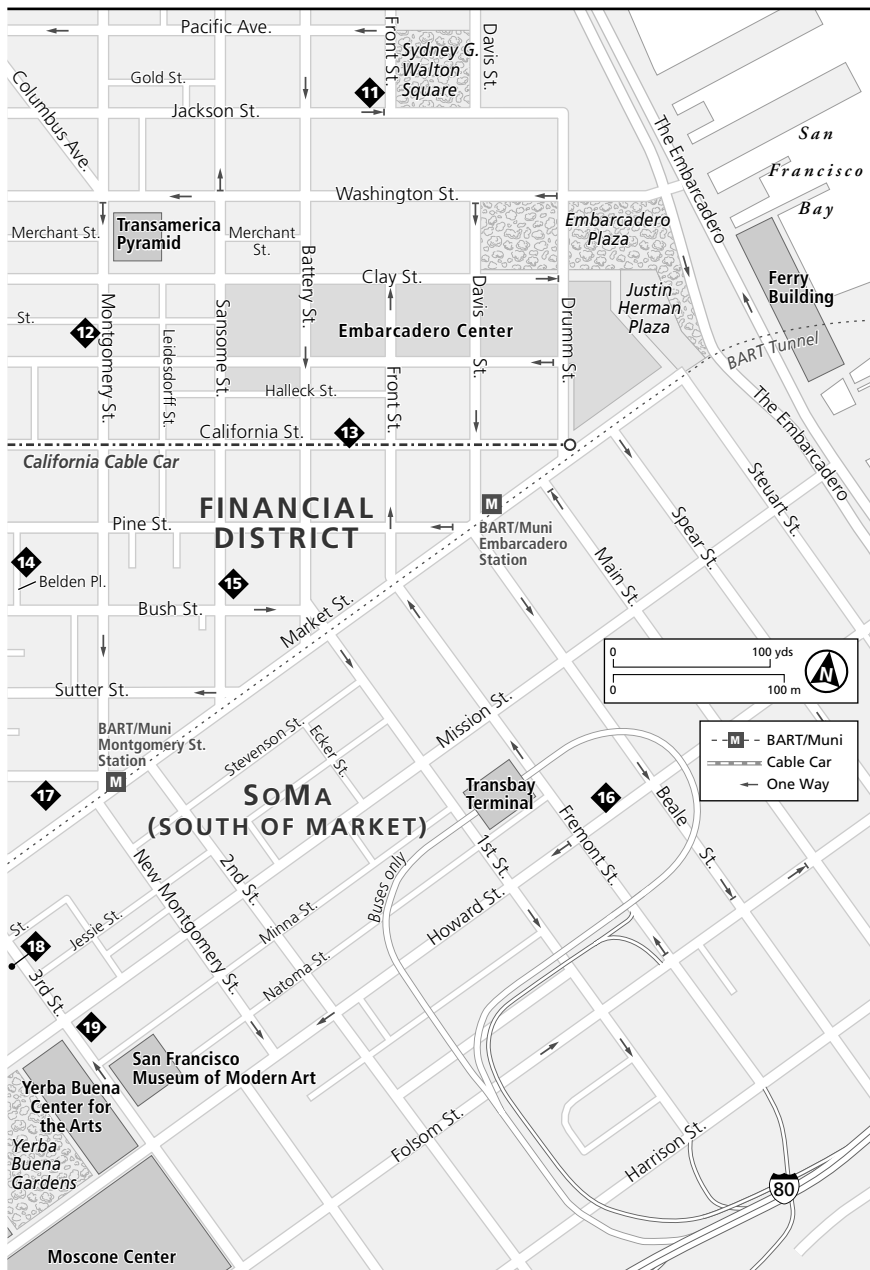 Pacific Ave.
Front St.
Sydney G.
Walton
Square
Davis St.
Gold St.
11
Columbus Ave.
Jackson St.
The Embarcadero
San
Francisco
Bay
Washington St.
Transamerica
Pyramid
Merchant St.
Merchant
St.
Embarcadero
Plaza
Battery St.
Clay St.
Ferry
Building
Justin
Herman
Plaza
Montgomery St.
Sansome St.
Davis
St.
Drumm St.
St.
12
Leidesdorff St.
Embarcadero Center
BART Tunnel
Halleck St.
Front St.
California St.
13
The Embarcadero
California Cable Car
Steuart St.
FINANCIAL
DISTRICT
M
BART/Muni
Embarcadero
Station
Pine St.
Spear St.
Main St.
14
Belden Pl.
15
Bush St.
Market St.
0
100 yds
0
100 m
N
Sutter St.
BART/Muni
Montgomery St.
Station
M
Stevenson St.
Ecker St.
Mission St.
M
BART/Muni
Cable Car
One Way
17
SOMA
(SOUTH OF MARKET)
Transbay
Terminal
16
Beale
St.
Fremont St.
1st St.
Buses only
New Montgomery St.
2nd St.
Howard St.
Minna St.
St.
Jessie St.
18
Natoma St.
3rd St.
19
San Francisco
Museum of Modern Art
Yerba Buena
Center for
the Arts
Folsom St.
Harrison St.
Yerba
Buena
Gardens
80
Moscone Center